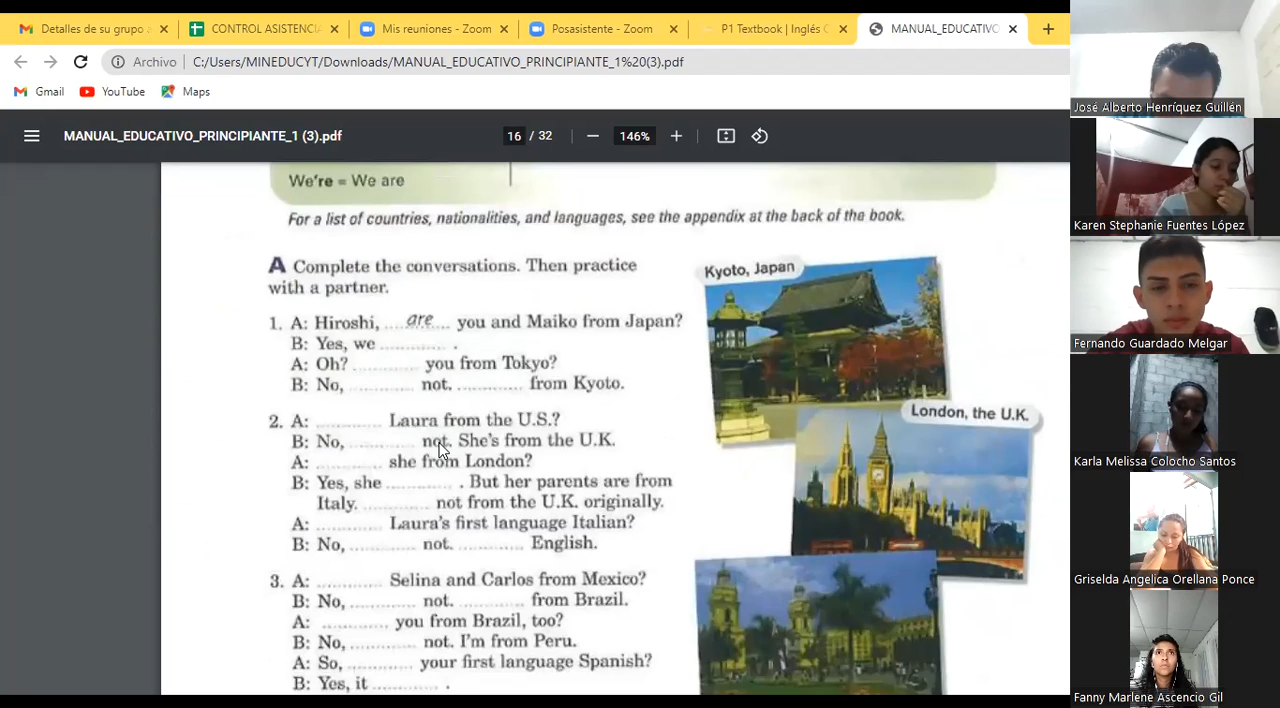 Detalles de su grupo a
CONTROL ASISTENCIA
Mis reuniones - Zoom
Posasistente - Zoom
P1 Textbook | Inglés C
MANUAL_EDUCATIVO
Archivo
C:/Users/MINEDUCYT/Downloads/MANUAL_EDUCATIVO_PRINCIPIANTE_1%20(3).pdf
Gmail
YouTube
Maps
MANUAL_EDUCATIVO_PRINCIPIANTE_1 (3).pdf
16 / 32
146%
We're = We are
For a list of countries, nationalities, and languages, see the appendix at the back of the book.
A Complete the conversations. Then practice
with a partner.
1. A: Hiroshi, ....are.... you and Maiko from Japan?
B: Yes, we ............ .
A: Oh? ............ you from Tokyo?
B: No, ............ not. ............ from Kyoto.
2. A: ............ Laura from the U.S.?
B: No, ............ not. She's from the U.K.
A: ............ she from London?
B: Yes, she ............ . But her parents are from
Italy. ............ not from the U.K. originally.
A: ............ Laura's first language Italian?
B: No, ............ not. ............ English.
3. A: ............ Selina and Carlos from Mexico?
B: No, ............ not. ............ from Brazil.
A: ............ you from Brazil, too?
B: No, ............ not. I'm from Peru.
A: So, ............ your first language Spanish?
B: Yes, it ............ .
Kyoto, Japan
London, the U.K.
José Alberto Henríquez Guillén
Karen Stephanie Fuentes López
Fernando Guardado Melgar
Karla Melissa Colocho Santos
Griselda Angelica Orellana Ponce
Fanny Marlene Ascencio Gil